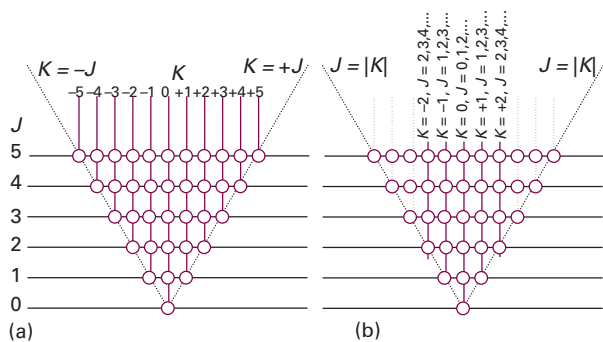 K = –J
K
K = +J
–5 –4 –3 –2 –1 0 +1 +2 +3 +4 +5
J
5
4
3
2
1
0
(a)
J = |K|
K = –2, J = 2,3,4,...
K = –1, J = 1,2,3,...
K = 0, J = 0,1,2,...
K = +1, J = 1,2,3,...
K = +2, J = 2,3,4,...
J = |K|
(b)